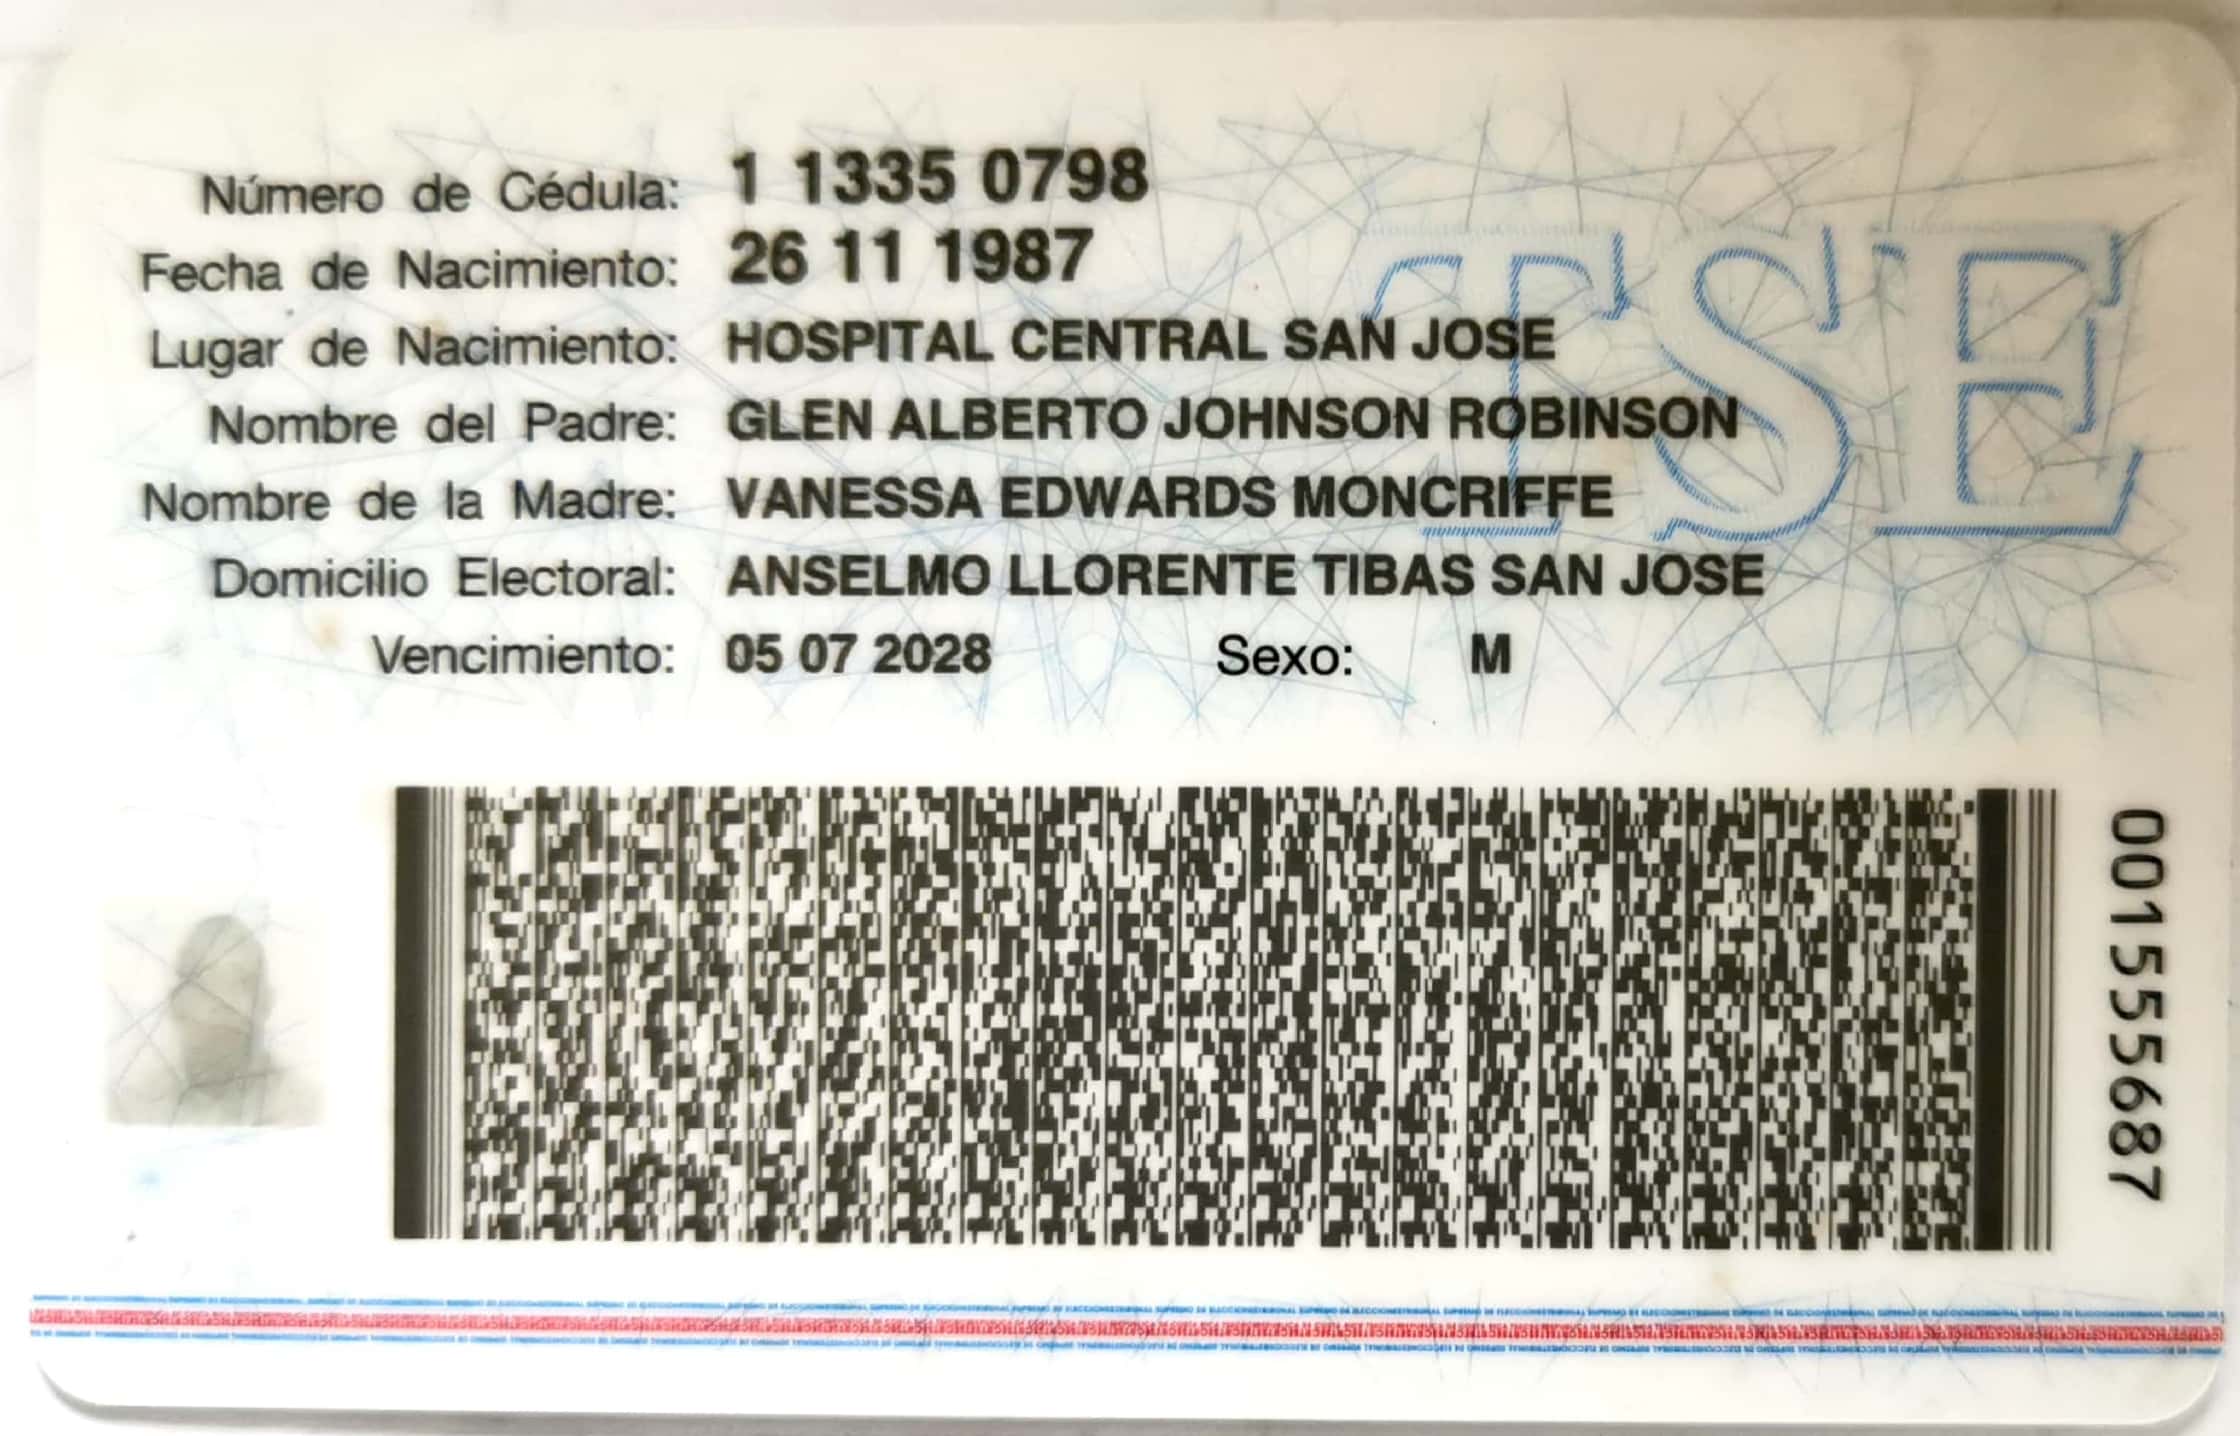 Número de Cédula: 1 1335 0798
Fecha de Nacimiento: 26 11 1987
Lugar de Nacimiento: HOSPITAL CENTRAL SAN JOSE
Nombre del Padre: GLEN ALBERTO JOHNSON ROBINSON
Nombre de la Madre: VANESSA EDWARDS MONCRIFFE
Domicilio Electoral: ANSELMO LLORENTE TIBAS SAN JOSE
Vencimiento: 05 07 2028 Sexo: M
TSE
001555687